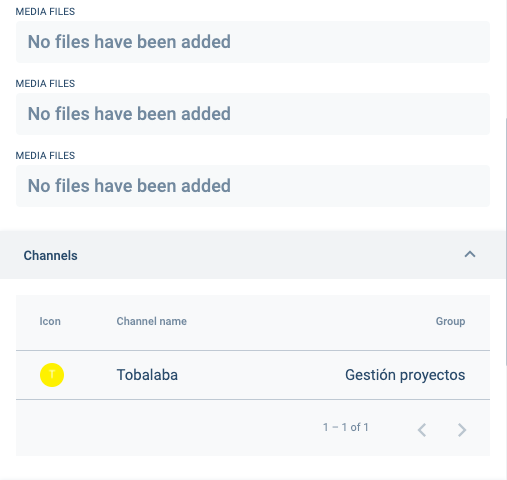 MEDIA FILES
No files have been added
MEDIA FILES
No files have been added
MEDIA FILES
No files have been added
Channels
Icon Channel name Group
T Tobalaba Gestión proyectos
1 – 1 of 1